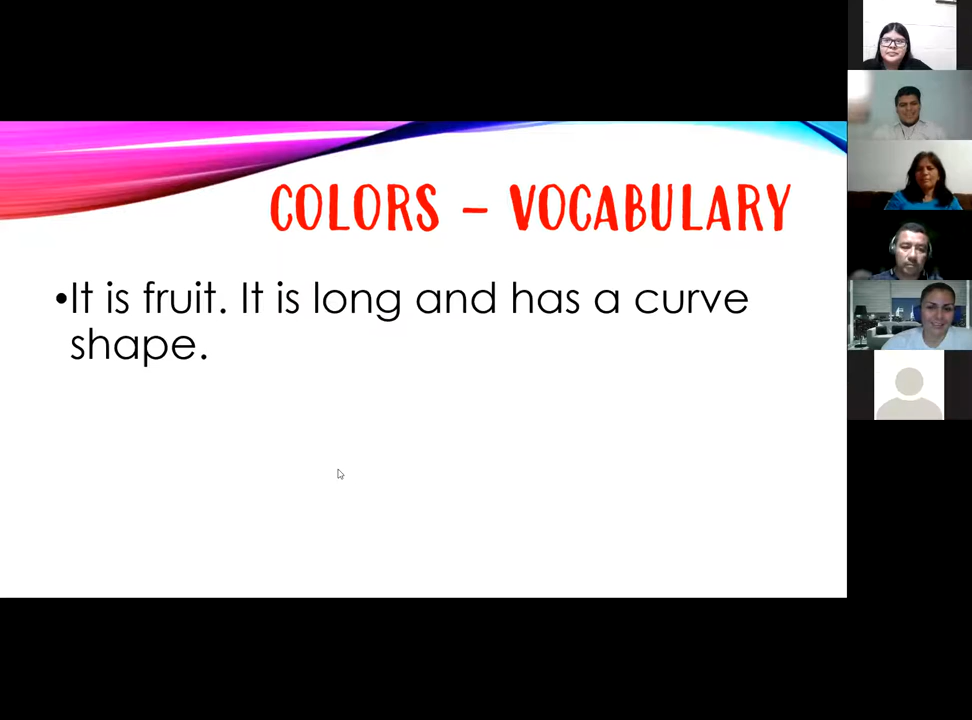 COLORS – VOCABULARY
•It is fruit. It is long and has a curve
shape.